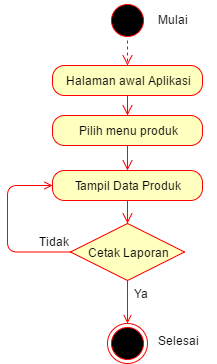 Mulai
Halaman awal Aplikasi
Pilih menu produk
Tampil Data Produk
Tidak
Cetak Laporan
Ya
Selesai